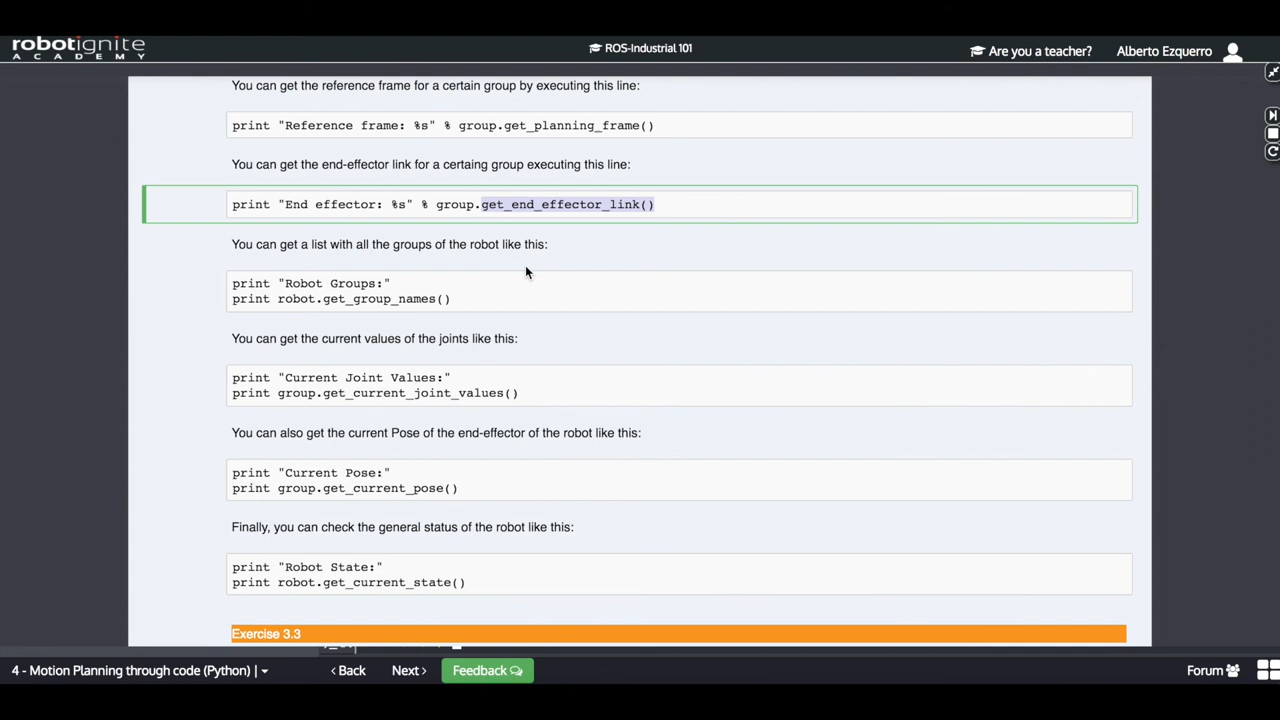 robotignite
ACADEMY
ROS-Industrial 101
Are you a teacher?
Alberto Ezquerro
You can get the reference frame for a certain group by executing this line:
print "Reference frame: %s" % group.get_planning_frame()
You can get the end-effector link for a certaing group executing this line:
print "End effector: %s" % group.get_end_effector_link()
You can get a list with all the groups of the robot like this:
print "Robot Groups:"
print robot.get_group_names()
You can get the current values of the joints like this:
print "Current Joint Values:"
print group.get_current_joint_values()
You can also get the current Pose of the end-effector of the robot like this:
print "Current Pose:"
print group.get_current_pose()
Finally, you can check the general status of the robot like this:
print "Robot State:"
print robot.get_current_state()
Exercise 3.3
4 - Motion Planning through code (Python) |
Back
Next
Feedback
Forum